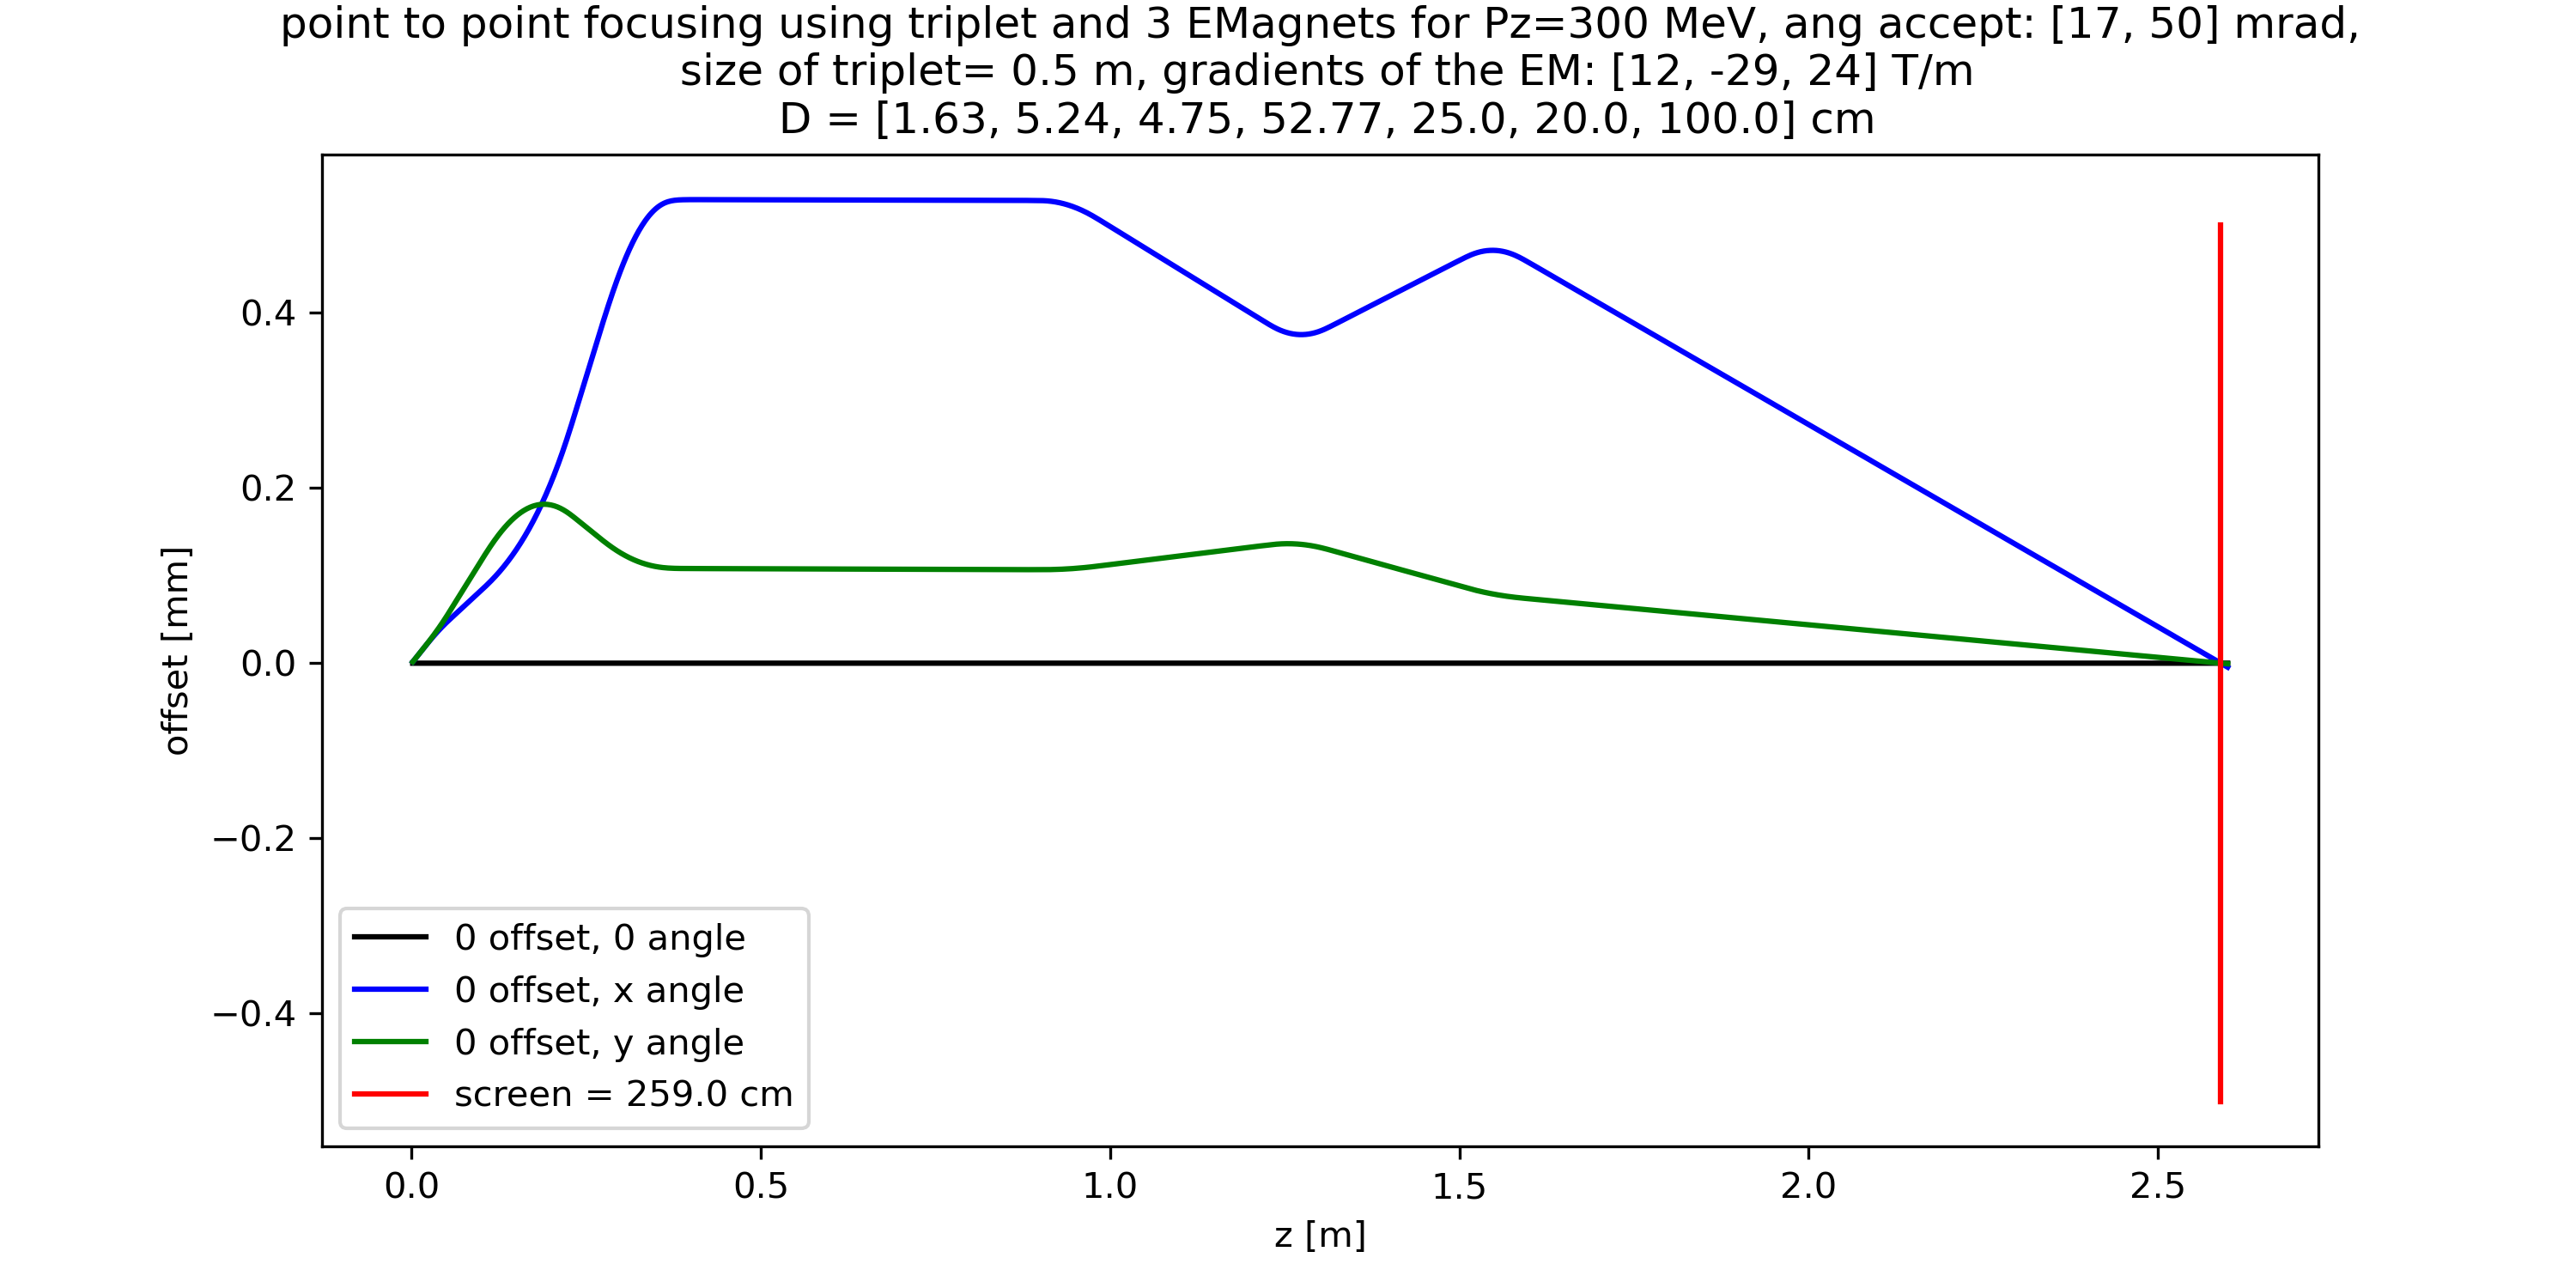 point to point focusing using triplet and 3 EMagnets for Pz=300 MeV, ang accept: [17, 50] mrad,
size of triplet= 0.5 m, gradients of the EM: [12, -29, 24] T/m
D = [1.63, 5.24, 4.75, 52.77, 25.0, 20.0, 100.0] cm
offset [mm]
0.4
0.2
0.0
−0.2
−0.4
0 offset, 0 angle
0 offset, x angle
0 offset, y angle
screen = 259.0 cm
0.0 0.5 1.0 1.5 2.0 2.5
z [m]